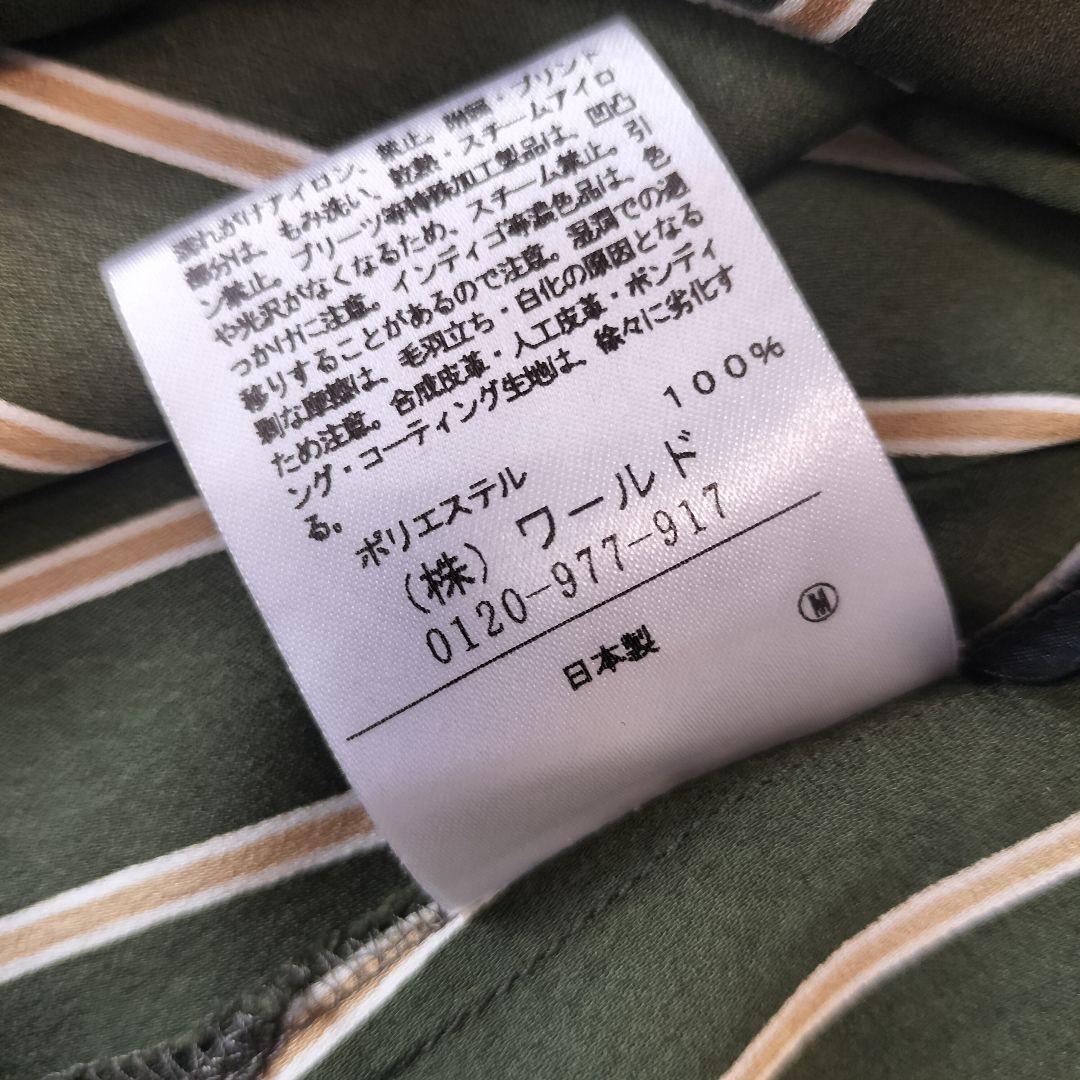 濡れがけアイロン、禁止。附属・プリント
部分は、もみ洗い、乾熱・スチームアイロ
ン禁止。プリーツ等特殊加工製品は、凹凸
や光沢がなくなるため、スチーム禁止。引
っかけに注意。インディゴ等濃色品は、色
移りすることがあるので注意。湿潤での過
剰な摩擦は、毛羽立ち・白化の原因となる
ため注意。合成皮革・人工皮革・ボンディ
ング・コーティング生地は、徐々に劣化す
る。
ポリエステル 100%
(株)ワールド
0120-977-917
M
日本製